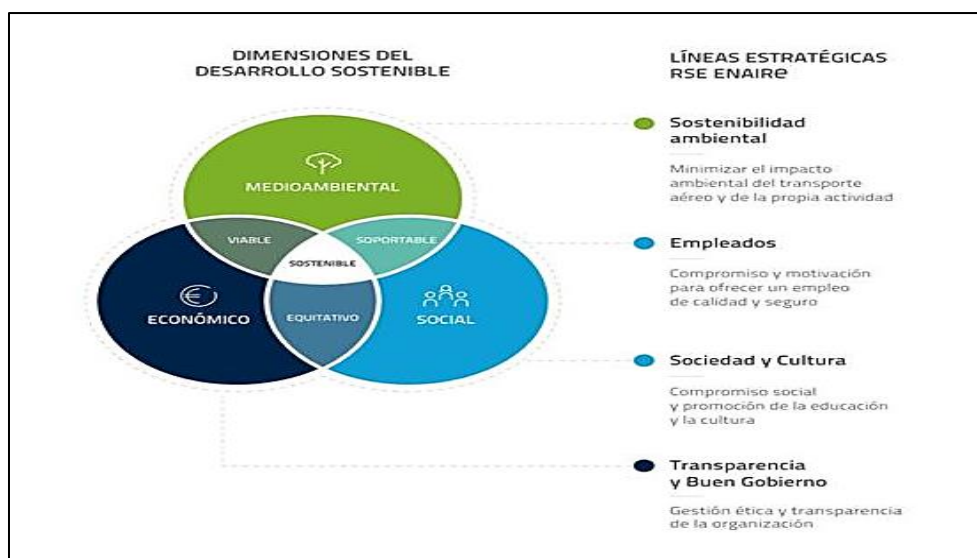 DIMENSIONES DEL
DESARROLLO SOSTENIBLE
MEDIOAMBIENTAL
VIABLE
SOPORTABLE
SOSTENIBLE
ECONÓMICO
EQUITATIVO
SOCIAL
LÍNEAS ESTRATÉGICAS
RSE ENAIRe
Sostenibilidad
ambiental
Minimizar el impacto
ambiental del transporte
aéreo y de la propia actividad
Empleados
Compromiso y motivación
para ofrecer un empleo
de calidad y seguro
Sociedad y Cultura
Compromiso social
y promoción de la educación
y la cultura
Transparencia
y Buen Gobierno
Gestión ética y transparencia
de la organización